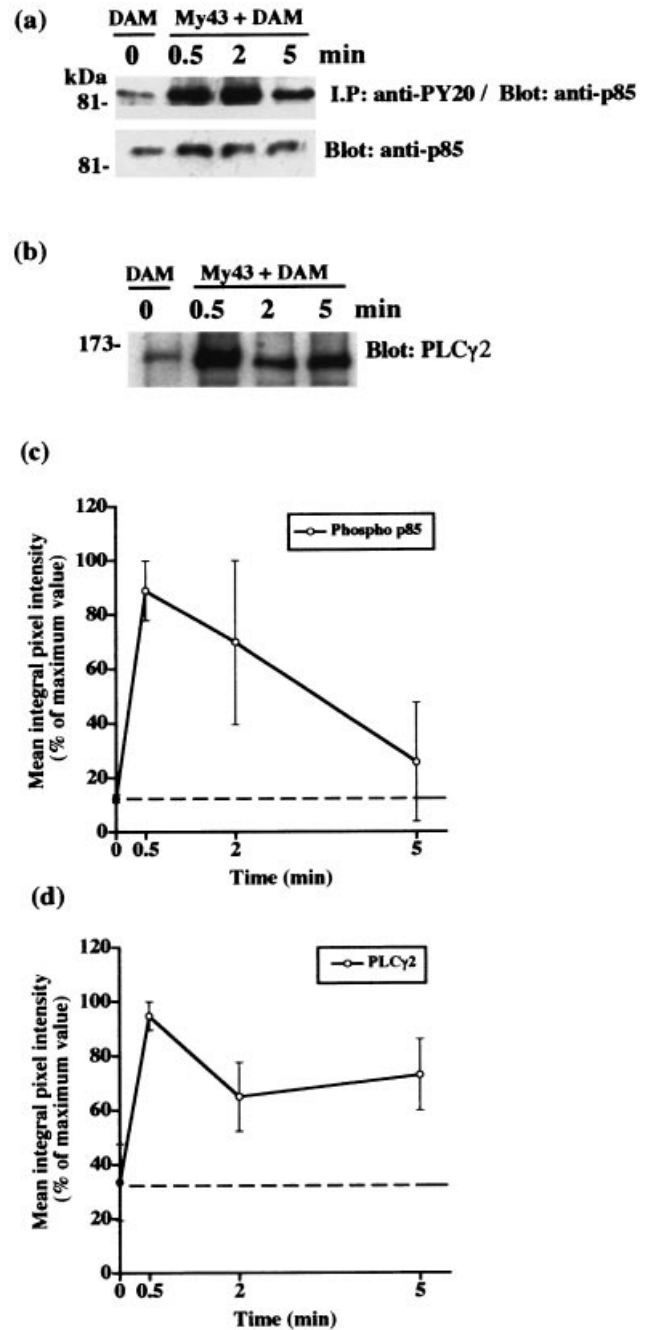 (a)
DAM My43 + DAM
0 0.5 2 5 min
kDa
81- I.P: anti-PY20 / Blot: anti-p85
81- Blot: anti-p85
(b)
DAM My43 + DAM
0 0.5 2 5 min
173- Blot: PLCγ2
(c)
Mean integral pixel intensity
(% of maximum value)
120
100
80
60
40
20
0
Phospho p85
0 0.5 2 5
Time (min)
(d)
Mean integral pixel intensity
(% of maximum value)
120
100
80
60
40
20
0
PLCγ2
0 0.5 2 5
Time (min)